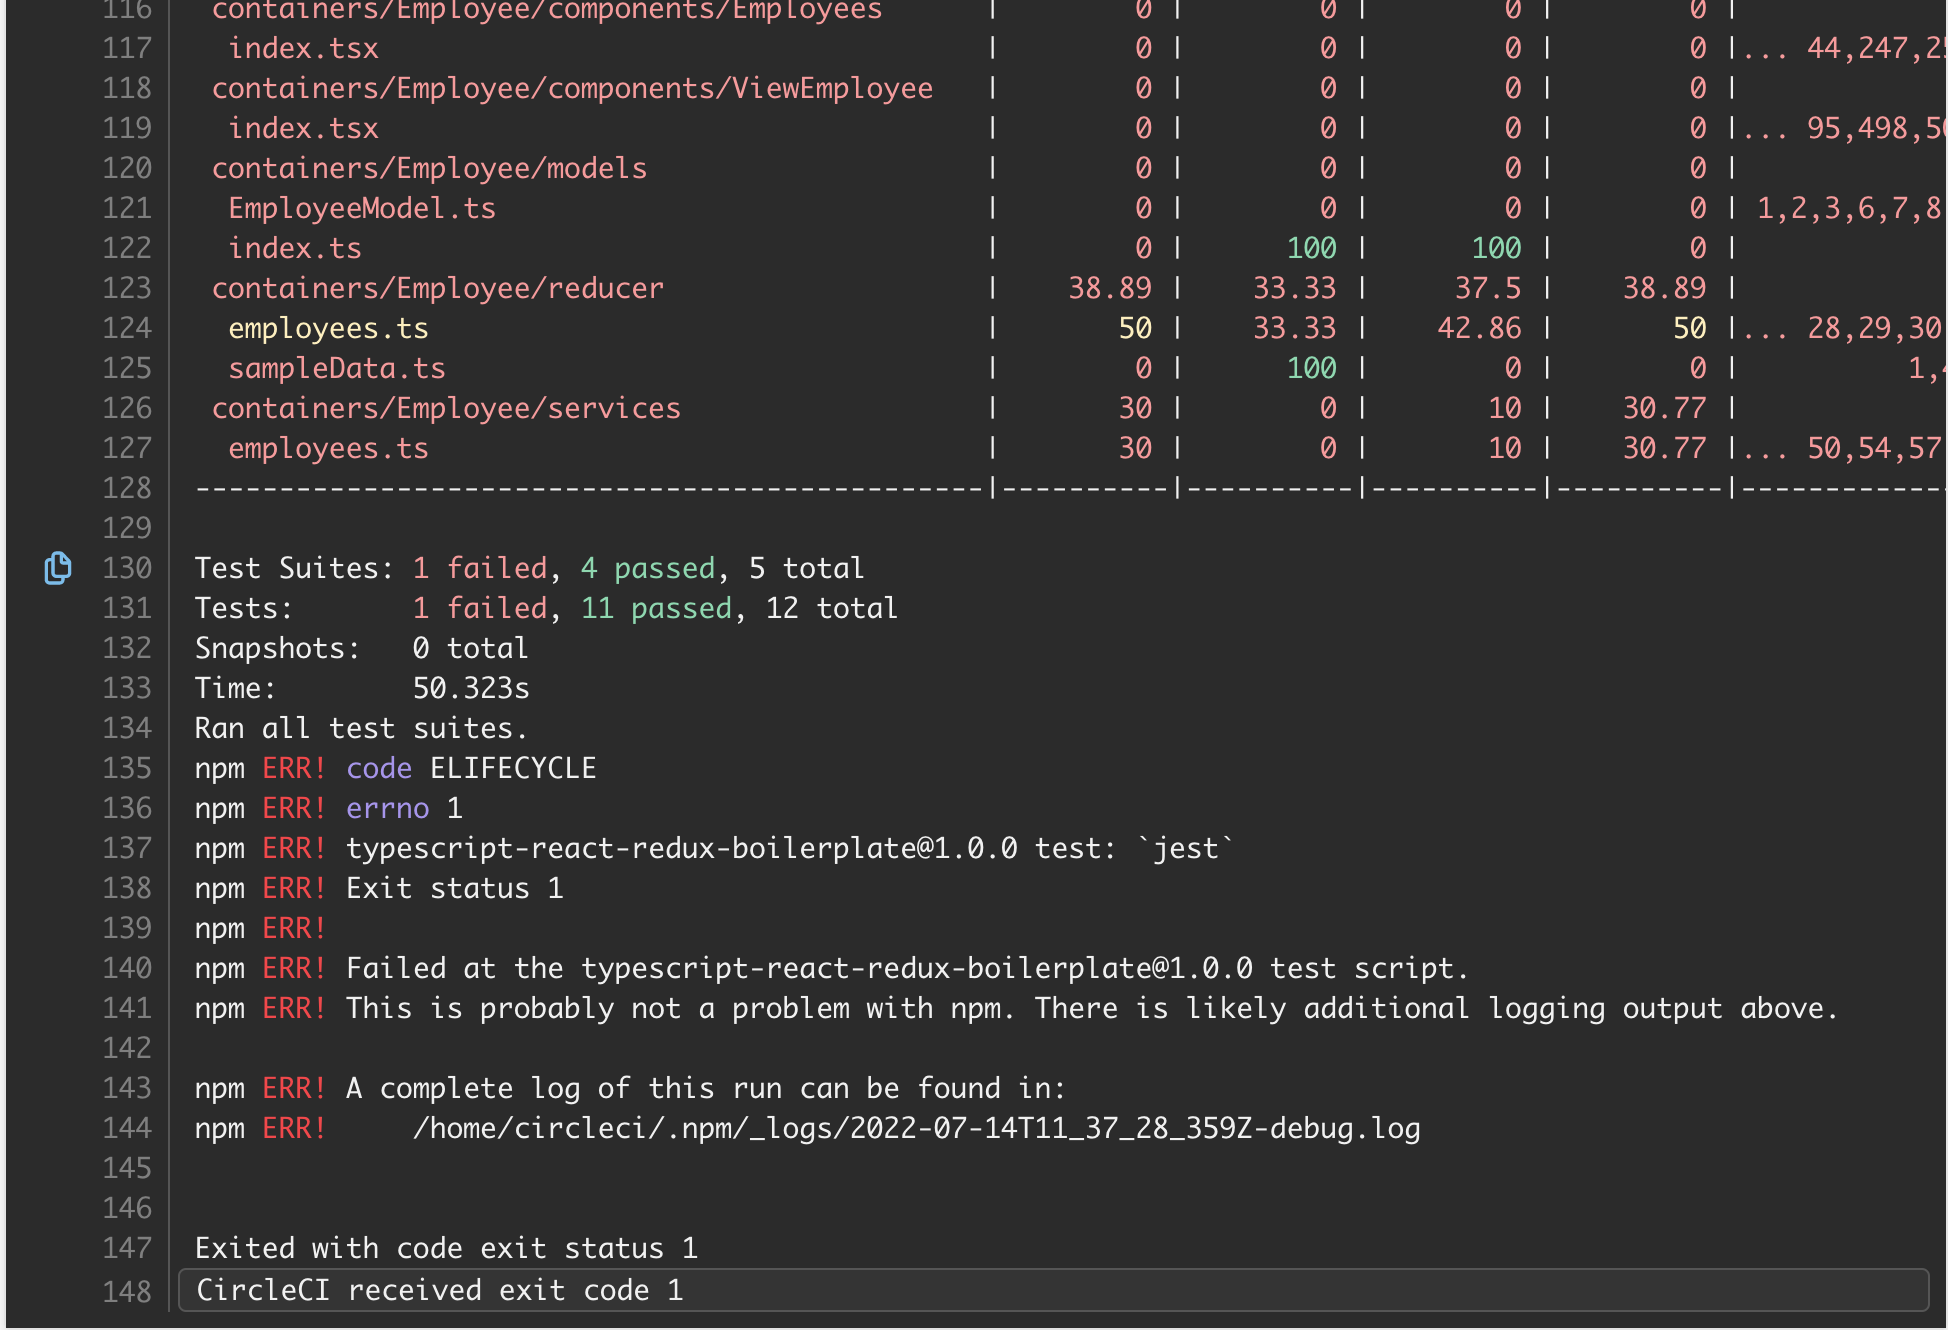 116 containers/Employee/components/Employees | 0 | 0 | 0 | 0 |
117 index.tsx | 0 | 0 | 0 | 0 |... 44,247,25
118 containers/Employee/components/ViewEmployee | 0 | 0 | 0 | 0 |
119 index.tsx | 0 | 0 | 0 | 0 |... 95,498,50
120 containers/Employee/models | 0 | 0 | 0 | 0 |
121 EmployeeModel.ts | 0 | 0 | 0 | 0 | 1,2,3,6,7,8
122 index.ts | 0 | 100 | 100 | 0 |
123 containers/Employee/reducer | 38.89 | 33.33 | 37.5 | 38.89 |
124 employees.ts | 50 | 33.33 | 42.86 | 50 |... 28,29,30
125 sampleData.ts | 0 | 100 | 0 | 0 | 1,4
126 containers/Employee/services | 30 | 0 | 10 | 30.77 |
127 employees.ts | 30 | 0 | 10 | 30.77 |... 50,54,57
128 -----------------------------------------------|----------|----------|----------|----------|------------
129
130 Test Suites: 1 failed, 4 passed, 5 total
131 Tests: 1 failed, 11 passed, 12 total
132 Snapshots: 0 total
133 Time: 50.323s
134 Ran all test suites.
135 npm ERR! code ELIFECYCLE
136 npm ERR! errno 1
137 npm ERR! typescript-react-redux-boilerplate@1.0.0 test: `jest`
138 npm ERR! Exit status 1
139 npm ERR!
140 npm ERR! Failed at the typescript-react-redux-boilerplate@1.0.0 test script.
141 npm ERR! This is probably not a problem with npm. There is likely additional logging output above.
142
143 npm ERR! A complete log of this run can be found in:
144 npm ERR! /home/circleci/.npm/_logs/2022-07-14T11_37_28_359Z-debug.log
145
146
147 Exited with code exit status 1
148 CircleCI received exit code 1